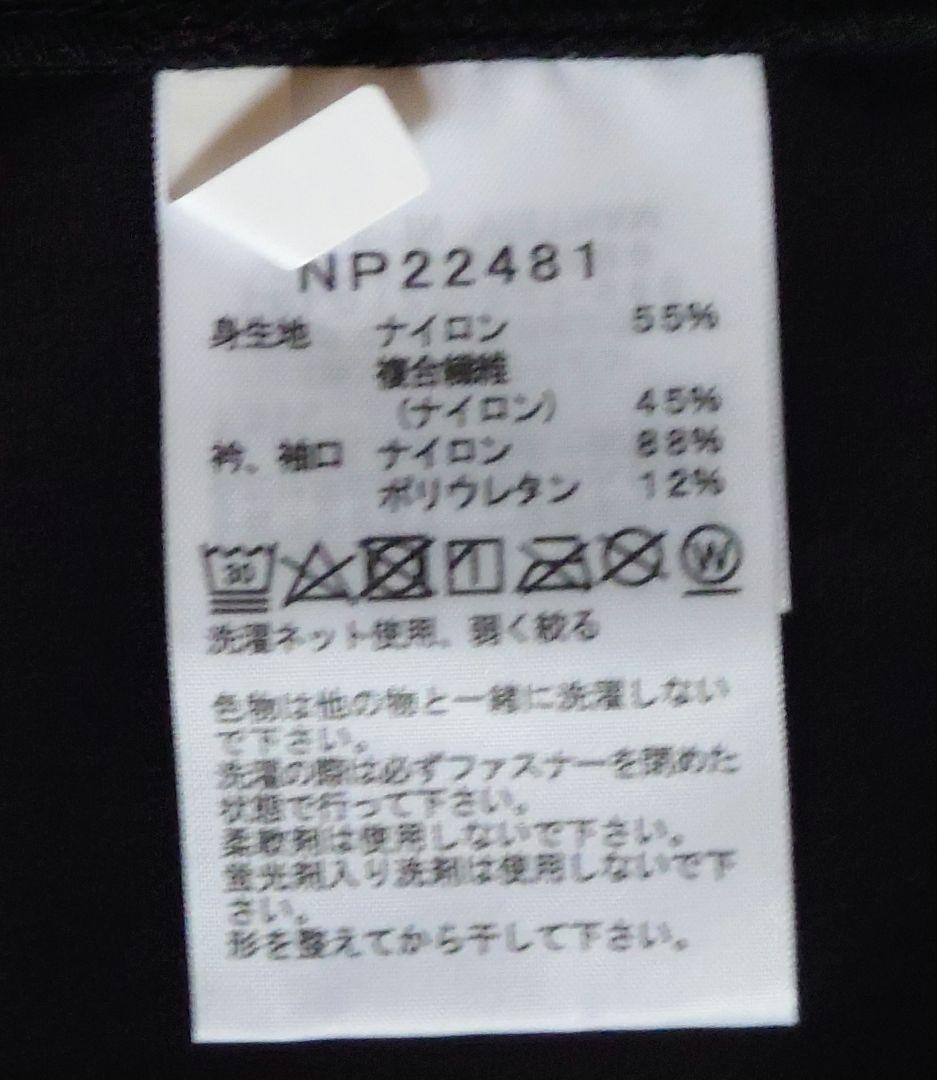 NP22481
身生地 ナイロン 55%
複合繊維
(ナイロン) 45%
衿、袖口 ナイロン 88%
ポリウレタン 12%
30 W
洗濯ネット使用、弱く絞る
色物は他の物と一緒に洗濯しない
で下さい。
洗濯の際は必ずファスナーを閉めた
状態で行って下さい。
柔軟剤は使用しないで下さい。
蛍光剤入り洗剤は使用しないで下
さい。
形を整えてから干して下さい。